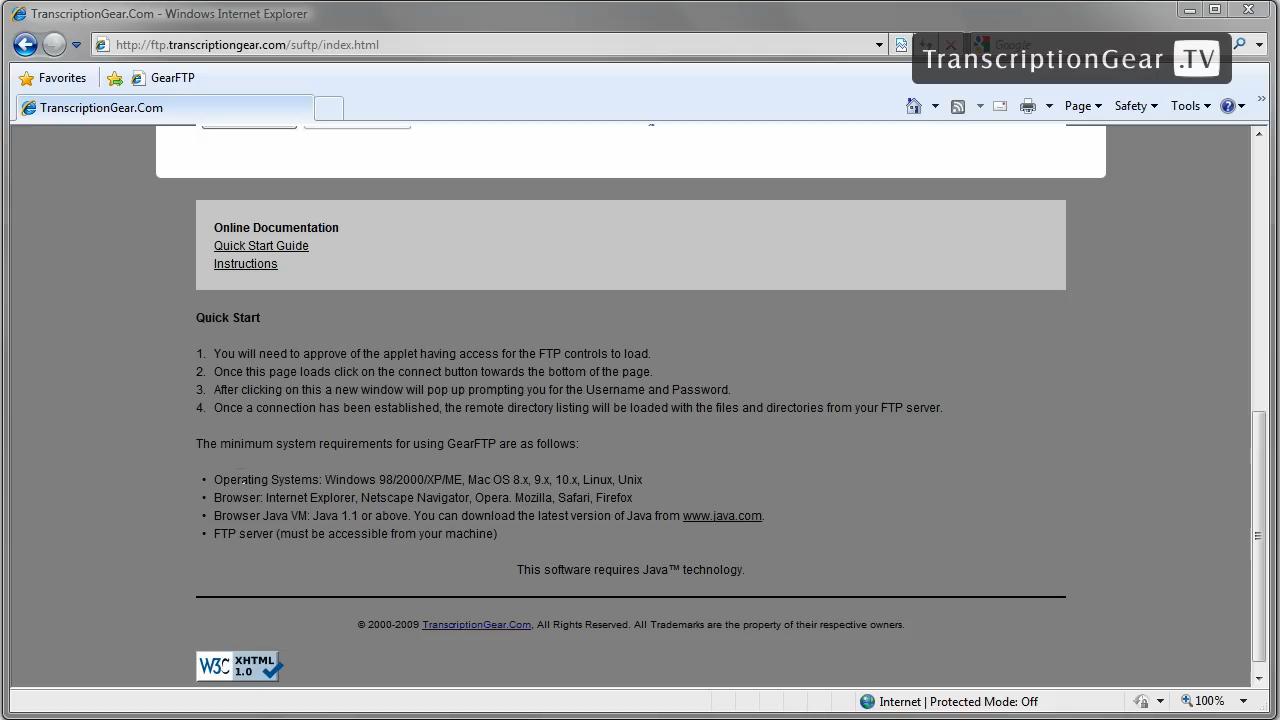 TranscriptionGear.Com - Windows Internet Explorer
http://ftp.transcriptiongear.com/suftp/index.html
Google
TranscriptionGear .TV
Favorites
GearFTP
TranscriptionGear.Com
Page
Safety
Tools
Online Documentation
Quick Start Guide
Instructions
Quick Start
1. You will need to approve of the applet having access for the FTP controls to load.
2. Once this page loads click on the connect button towards the bottom of the page.
3. After clicking on this a new window will pop up prompting you for the Username and Password.
4. Once a connection has been established, the remote directory listing will be loaded with the files and directories from your FTP server.
The minimum system requirements for using GearFTP are as follows:
• Operating Systems: Windows 98/2000/XP/ME, Mac OS 8.x, 9.x, 10.x, Linux, Unix
• Browser: Internet Explorer, Netscape Navigator, Opera. Mozilla, Safari, Firefox
• Browser Java VM: Java 1.1 or above. You can download the latest version of Java from www.java.com.
• FTP server (must be accessible from your machine)
This software requires Java™ technology.
© 2000-2009 TranscriptionGear.Com, All Rights Reserved. All Trademarks are the property of their respective owners.
W3C XHTML 1.0
Internet | Protected Mode: Off
100%